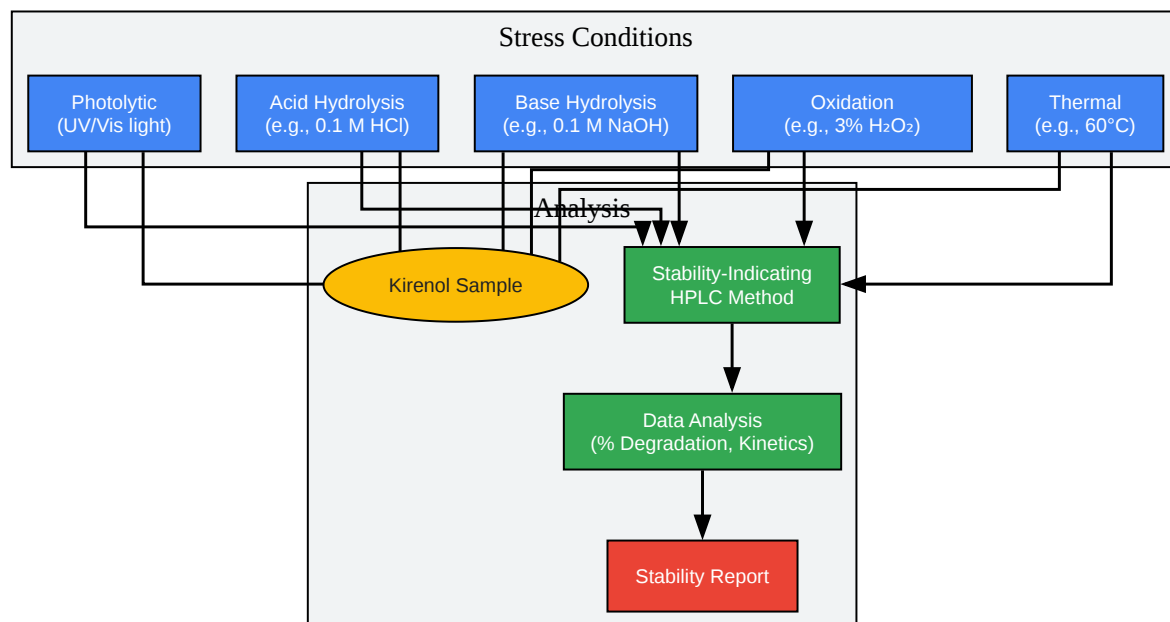 Stress Conditions
Photolytic
(UV/Vis light)
Acid Hydrolysis
(e.g., 0.1 M HCl)
Base Hydrolysis
(e.g., 0.1 M NaOH)
Oxidation
(e.g., 3% H₂O₂)
Thermal
(e.g., 60°C)
Analysis
Kirenol Sample
Stability-Indicating
HPLC Method
Data Analysis
(% Degradation, Kinetics)
Stability Report